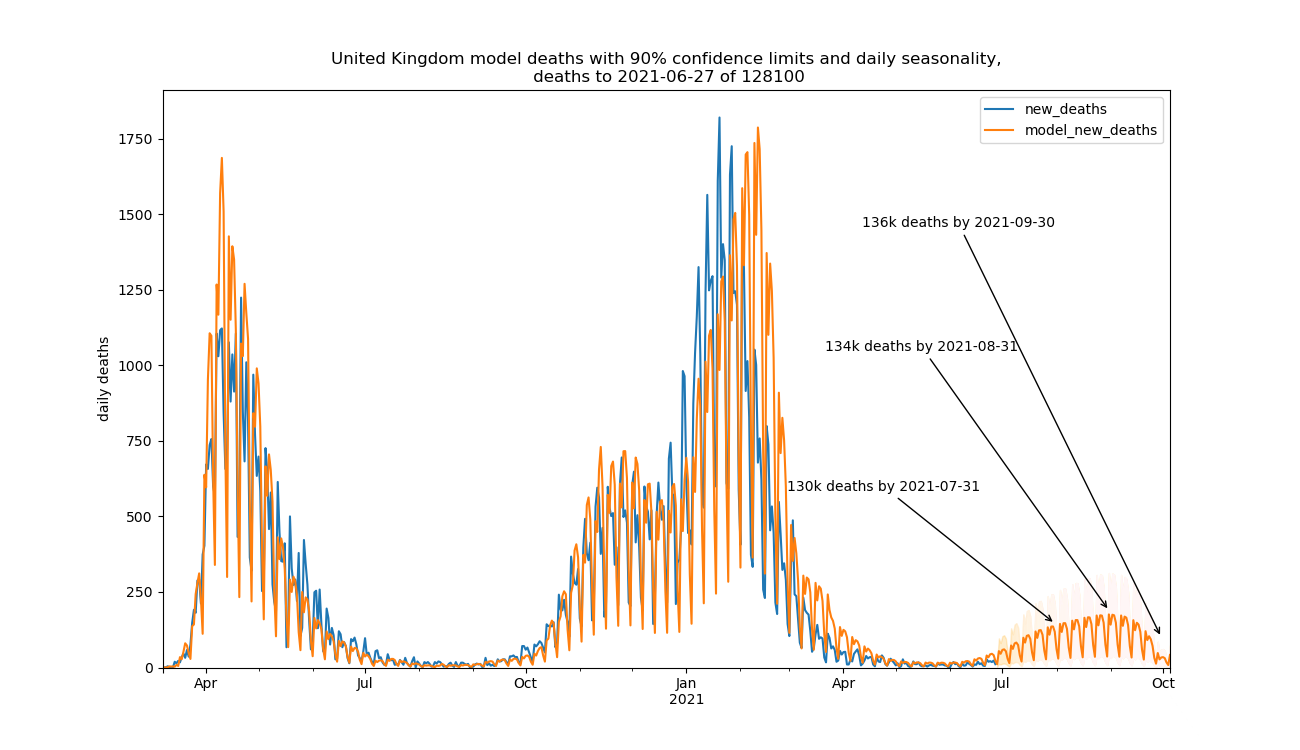 United Kingdom model deaths with 90% confidence limits and daily seasonality,
deaths to 2021-06-27 of 128100
new_deaths
model_new_deaths
1750
1500
1250
1000
750
500
250
0
daily deaths
136k deaths by 2021-09-30
134k deaths by 2021-08-31
130k deaths by 2021-07-31
Apr
Jul
Oct
Jan
2021
Apr
Jul
Oct